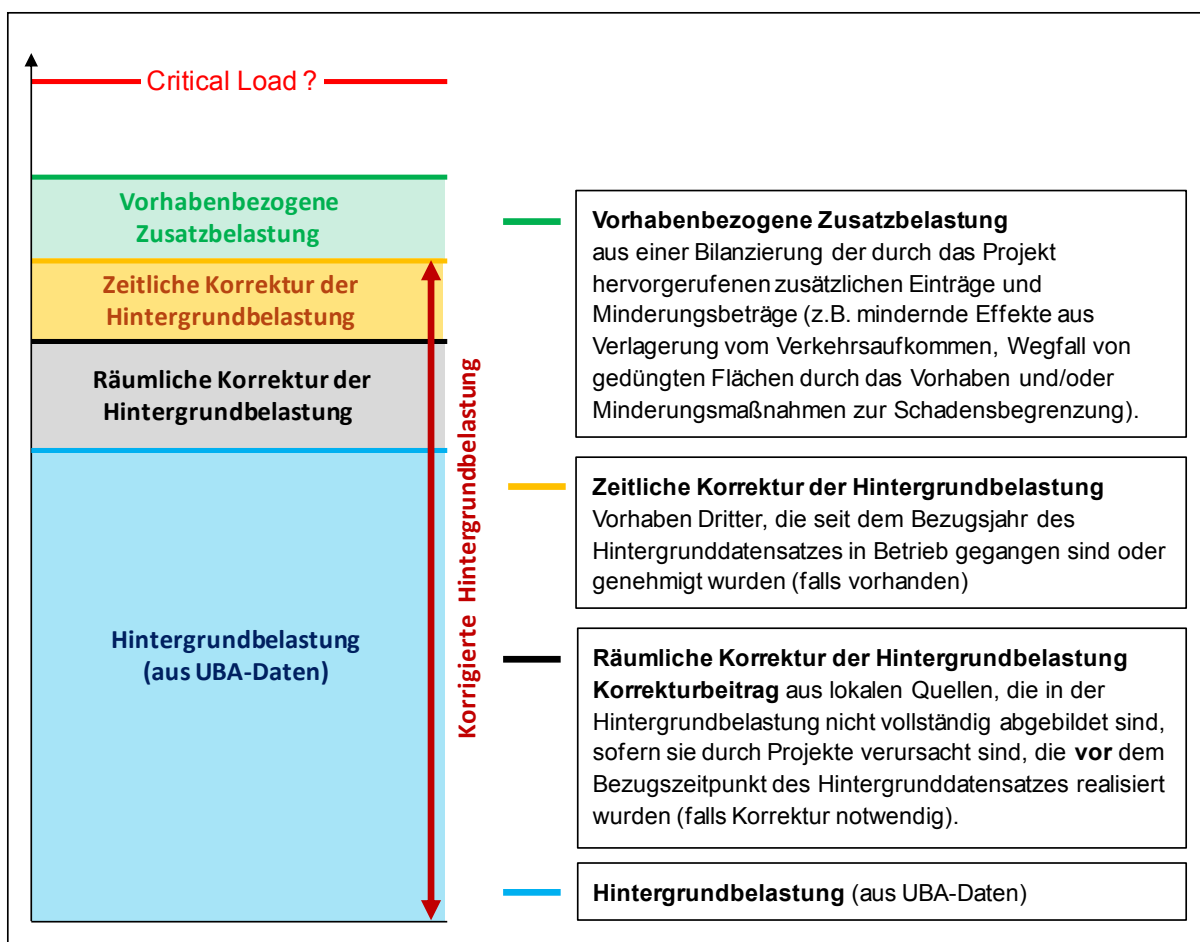 Critical Load ?
Vorhabenbezogene
Zusatzbelastung
Zeitliche Korrektur der
Hintergrundbelastung
Räumliche Korrektur der
Hintergrundbelastung
Hintergrundbelastung
(aus UBA-Daten)
Korrigierte Hintergrundbelastung
Vorhabenbezogene Zusatzbelastung
aus einer Bilanzierung der durch das Projekt
hervorgerufenen zusätzlichen Einträge und
Minderungsbeträge (z.B. mindernde Effekte aus
Verlagerung vom Verkehrsaufkommen, Wegfall von
gedüngten Flächen durch das Vorhaben und/oder
Minderungsmaßnahmen zur Schadensbegrenzung).
Zeitliche Korrektur der Hintergrundbelastung
Vorhaben Dritter, die seit dem Bezugsjahr des
Hintergrunddatensatzes in Betrieb gegangen sind oder
genehmigt wurden (falls vorhanden)
Räumliche Korrektur der Hintergrundbelastung
Korrekturbeitrag aus lokalen Quellen, die in der
Hintergrundbelastung nicht vollständig abgebildet sind,
sofern sie durch Projekte verursacht sind, die vor dem
Bezugszeitpunkt des Hintergrunddatensatzes realisiert
wurden (falls Korrektur notwendig).
Hintergrundbelastung (aus UBA-Daten)